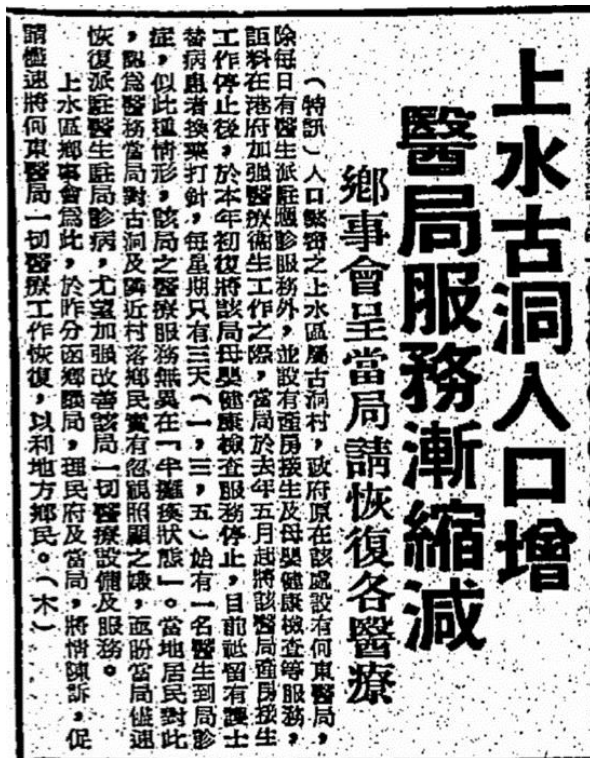 上水古洞人口增
醫局服務漸縮減
鄉事會呈當局請恢復各醫療
（特訊）人口緊密之上水區屬古洞村，政府原在該處設有何東醫局，
除每日有醫生派駐應診服務外，並設有產房接生及母嬰健康檢查等服務，
詎料在港府加强醫療衞生工作之際，當局於去年五月起將該醫局產房接生
工作停止後，於本年初復將該局母嬰健康檢查服務停止，目前祗留有護士
替病患者換藥打針，每星期只有三天（一，三，五）始有一名醫生到局診
症，似此種情形，該局之醫療服務無異在「半癱瘓狀態」。當地居民對此
，認為醫務當局對古洞及隣近村落鄉民實有忽視照顧之嫌，亟盼當局儘速
恢復派駐醫生駐局診病，尤望加强改善該局一切醫療設備及服務。
上水區鄉事會爲此，於昨分函鄉議局，理民府及當局，將情陳訴，促
請儘速將何東醫局一切醫療工作恢復，以利地方鄉民。（木）